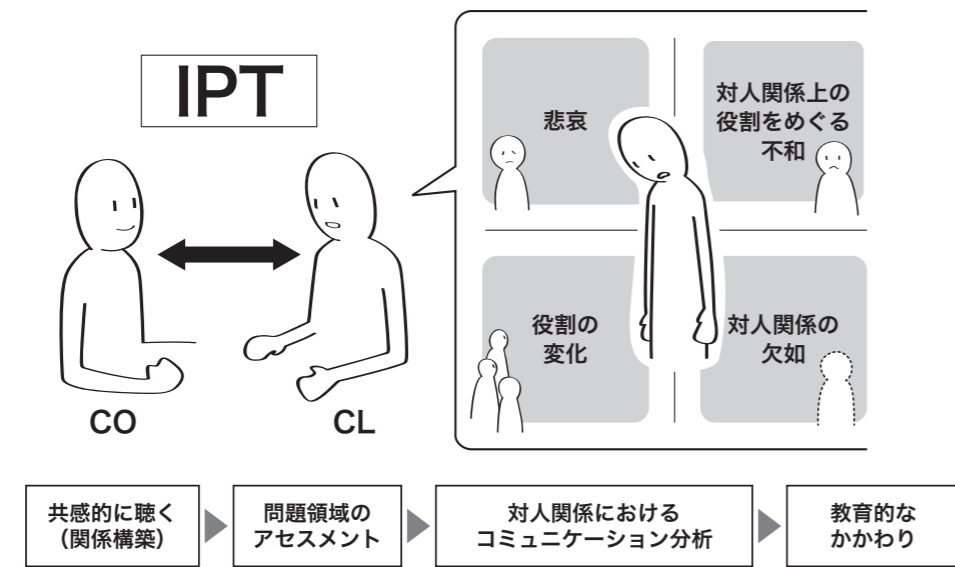 IPT
CO
CL
悲哀
対人関係上の
役割をめぐる
不和
役割の
変化
対人関係の
欠如
共感的に聴く
（関係構築）
問題領域の
アセスメント
対人関係における
コミュニケーション分析
教育的な
かかわり